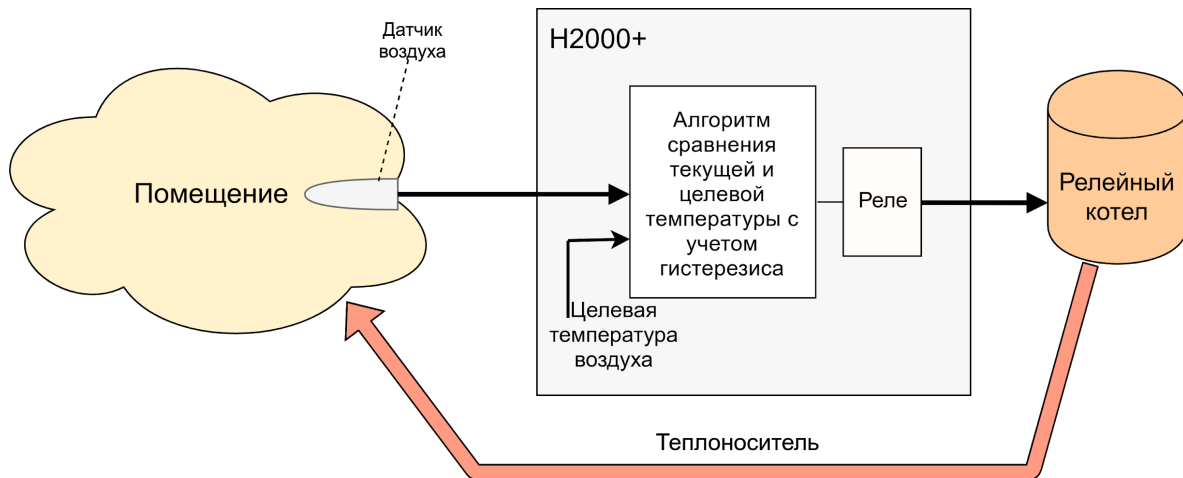 Датчик
воздуха
H2000+
Помещение
Алгоритм
сравнения
текущей и
целевой
температуры с
учетом
гистерезиса
Реле
Релейный
котел
Целевая
температура
воздуха
Теплоноситель